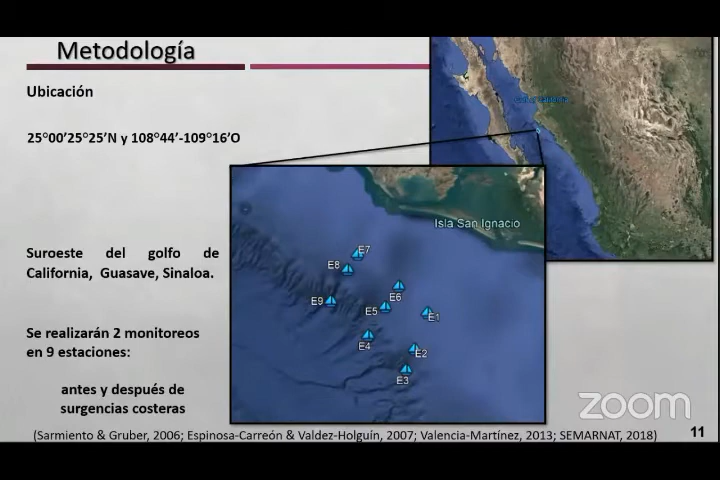 Metodología
Ubicación
25°00'25°25'N y 108°44'-109°16'O
Suroeste del golfo de
California, Guasave, Sinaloa.
Se realizarán 2 monitoreos
en 9 estaciones:
antes y después de
surgencias costeras
Isla San Ignacio
E7
E8
E6
E9
E5
E1
E4
E2
E3
zoom
(Sarmiento & Gruber, 2006; Espinosa-Carreón & Valdez-Holguín, 2007; Valencia-Martínez, 2013; SEMARNAT, 2018)
11